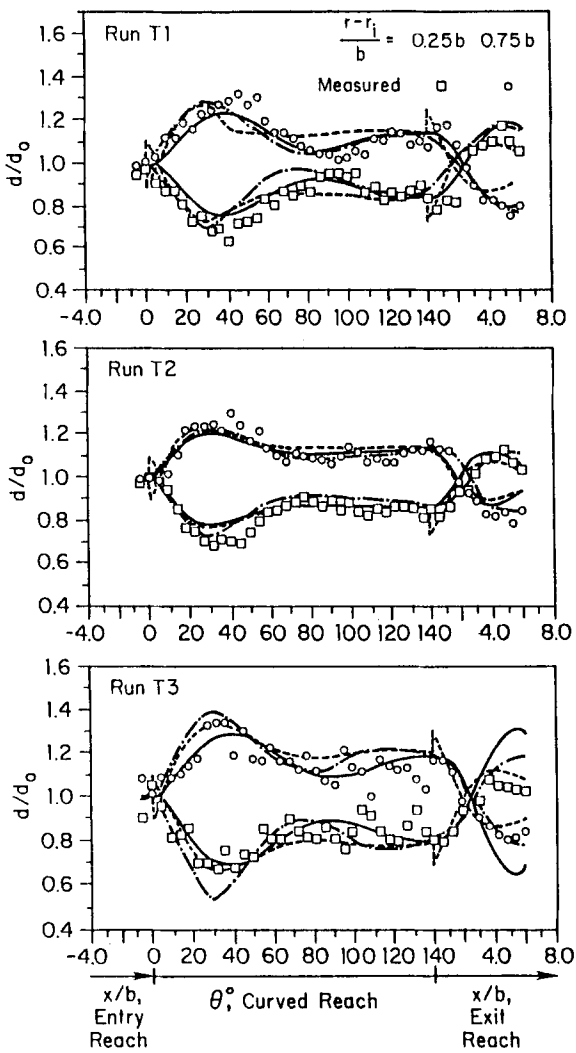 Run T1
r-r_i
b
= 0.25b 0.75b
Measured □ ○
1.6
1.4
1.2
1.0
0.8
0.6
0.4
d/d_o
-4.0 0 20 40 60 80 100 120 140 4.0 8.0
Run T2
1.6
1.4
1.2
1.0
0.8
0.6
0.4
d/d_o
-4.0 0 20 40 60 80 100 120 140 4.0 8.0
Run T3
1.6
1.4
1.2
1.0
0.8
0.6
0.4
d/d_o
-4.0 0 20 40 60 80 100 120 140 4.0 8.0
x/b,
Entry
Reach
θ°, Curved Reach
x/b,
Exit
Reach